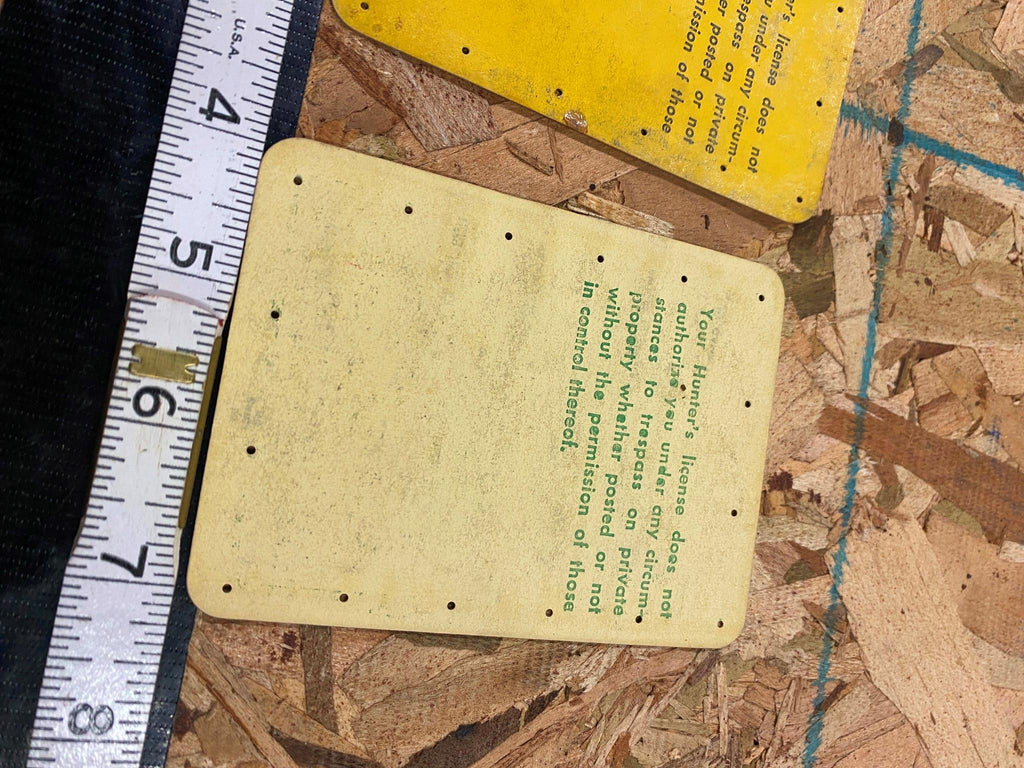 U.S.A.
4
5
6
7
8
er's license does not
under any circum-
espass on private
er posted or not
mission of those
Your Hunter's license does not
authorize you under any circum-
stances to trespass on private
property whether posted or not
without the permission of those
in control thereof.